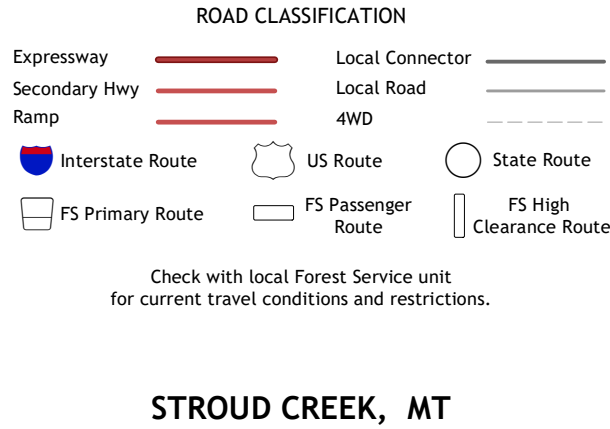 ROAD CLASSIFICATION
Expressway
Local Connector
Secondary Hwy
Local Road
Ramp
4WD
Interstate Route
US Route
State Route
FS Primary Route
FS Passenger
Route
FS High
Clearance Route
Check with local Forest Service unit
for current travel conditions and restrictions.
STROUD CREEK, MT